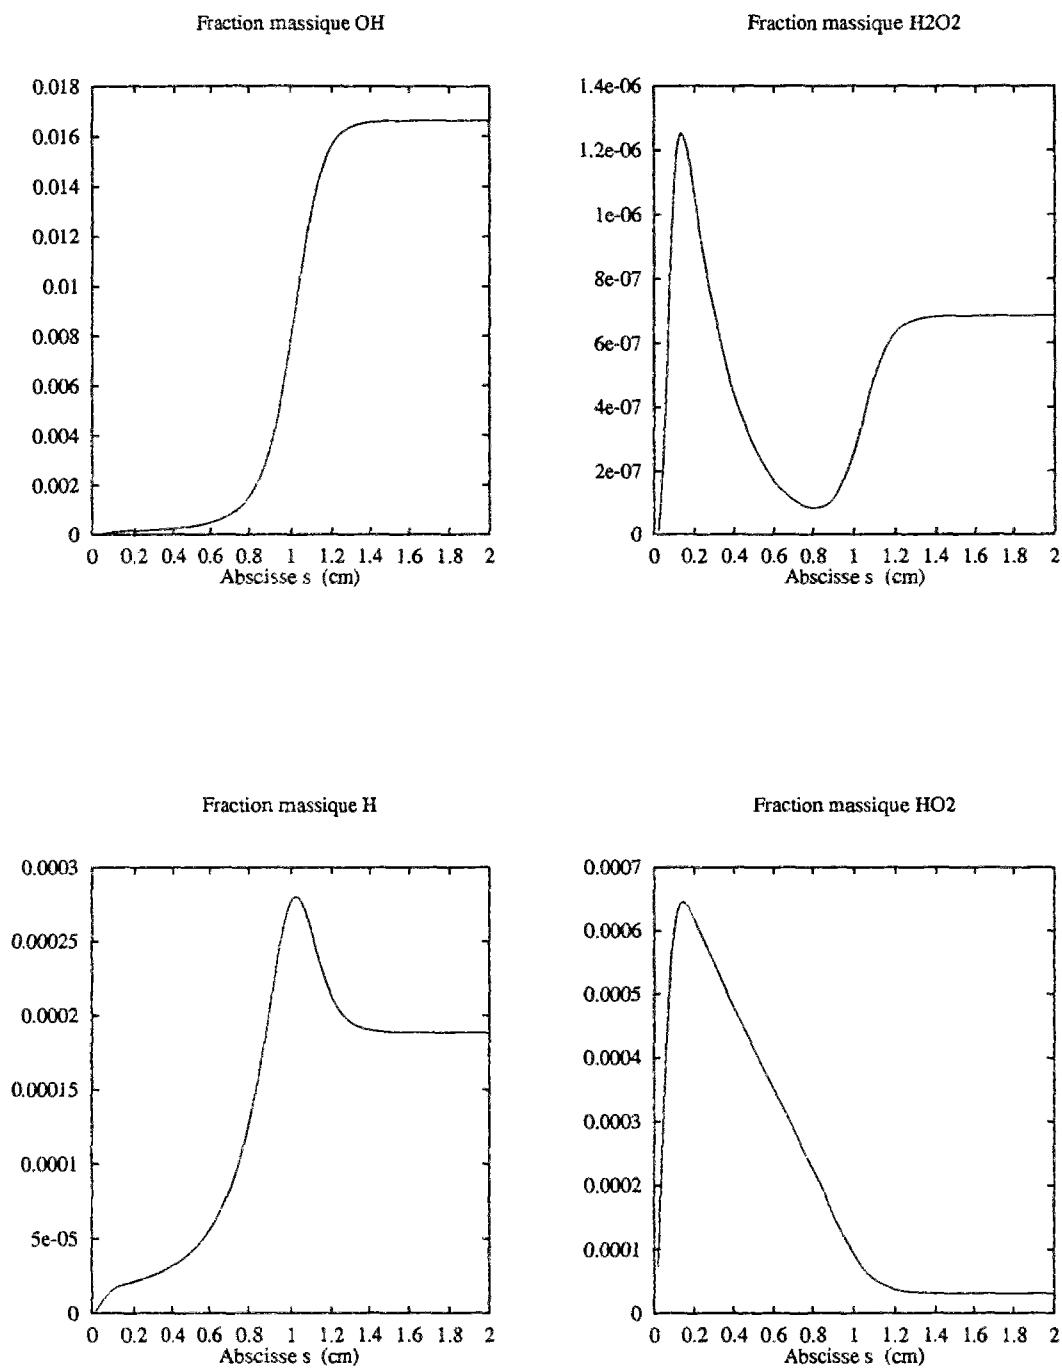 Fraction massique OH
0.018
0.016
0.014
0.012
0.01
0.008
0.006
0.004
0.002
0
0 0.2 0.4 0.6 0.8 1 1.2 1.4 1.6 1.8 2
Abscisse s (cm)
Fraction massique H2O2
1.4e-06
1.2e-06
1e-06
8e-07
6e-07
4e-07
2e-07
0
0 0.2 0.4 0.6 0.8 1 1.2 1.4 1.6 1.8 2
Abscisse s (cm)
Fraction massique H
0.0003
0.00025
0.0002
0.00015
0.0001
5e-05
0
0 0.2 0.4 0.6 0.8 1 1.2 1.4 1.6 1.8 2
Abscisse s (cm)
Fraction massique HO2
0.0007
0.0006
0.0005
0.0004
0.0003
0.0002
0.0001
0
0 0.2 0.4 0.6 0.8 1 1.2 1.4 1.6 1.8 2
Abscisse s (cm)